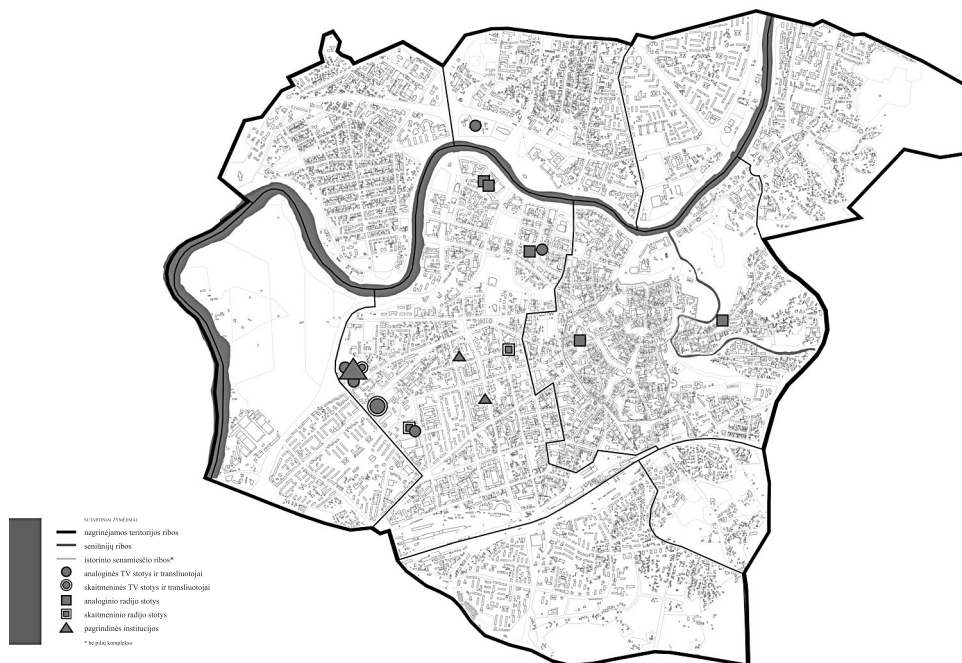 SUTARTINIAI ŽYMĖJIMAI
nagrinėjamos teritorijos ribos
seniūnijų ribos
istorinio senamiesčio ribos*
analoginės TV stotys ir transliuotojai
skaitmeninės TV stotys ir transliuotojai
analoginio radijo stotys
skaitmeninio radijo stotys
pagrindinės institucijos
* be pilių komplekso